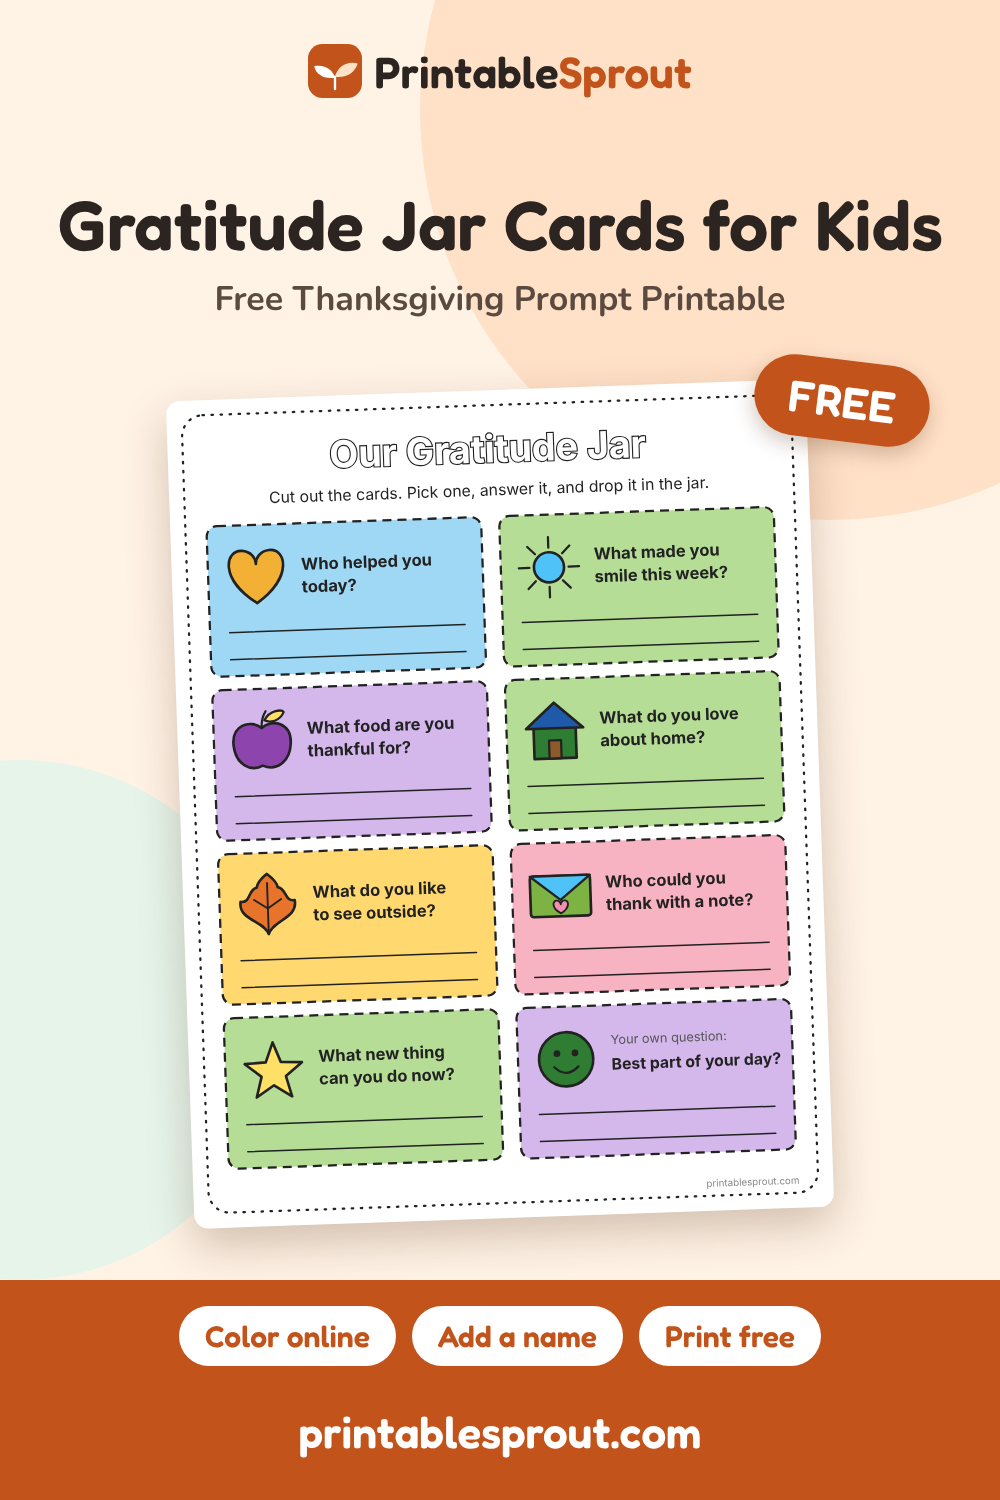 PrintableSprout
Gratitude Jar Cards for Kids
Free Thanksgiving Prompt Printable
FREE
Our Gratitude Jar
Cut out the cards. Pick one, answer it, and drop it in the jar.
Who helped you
today?
What made you
smile this week?
What food are you
thankful for?
What do you love
about home?
What do you like
to see outside?
Who could you
thank with a note?
What new thing
can you do now?
Your own question:
Best part of your day?
printablesprout.com
Color online
Add a name
Print free
printablesprout.com